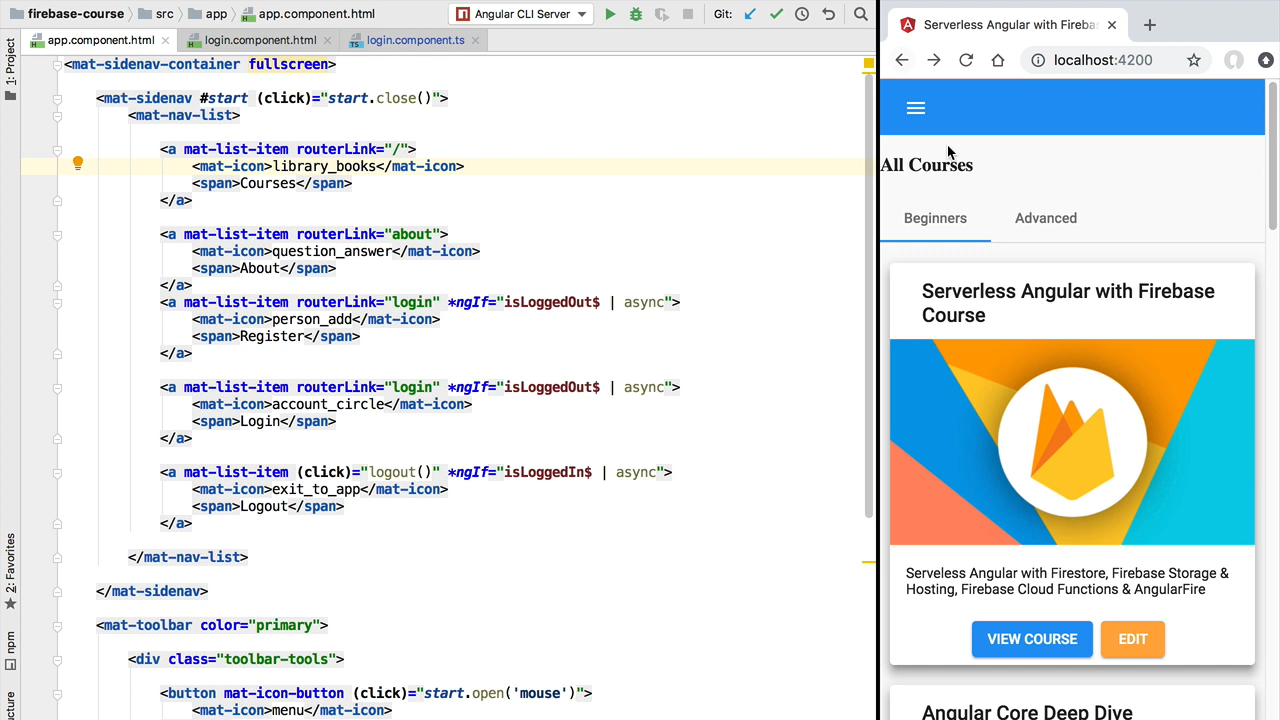 firebase-course src app app.component.html Angular CLI Server Git:
app.component.html login.component.html login.component.ts
1: Project
2: Favorites
npm
<mat-sidenav-container fullscreen>
<mat-sidenav #start (click)="start.close()">
<mat-nav-list>
<a mat-list-item routerLink="/">
<mat-icon>library_books</mat-icon>
<span>Courses</span>
</a>
<a mat-list-item routerLink="about">
<mat-icon>question_answer</mat-icon>
<span>About</span>
</a>
<a mat-list-item routerLink="login" *ngIf="isLoggedOut$ | async">
<mat-icon>person_add</mat-icon>
<span>Register</span>
</a>
<a mat-list-item routerLink="login" *ngIf="isLoggedOut$ | async">
<mat-icon>account_circle</mat-icon>
<span>Login</span>
</a>
<a mat-list-item (click)="logout()" *ngIf="isLoggedIn$ | async">
<mat-icon>exit_to_app</mat-icon>
<span>Logout</span>
</a>
</mat-nav-list>
</mat-sidenav>
<mat-toolbar color="primary">
<div class="toolbar-tools">
<button mat-icon-button (click)="start.open('mouse')">
<mat-icon>menu</mat-icon>
Serverless Angular with Fireba
localhost:4200
All Courses
Beginners Advanced
Serverless Angular with Firebase
Course
Serveless Angular with Firestore, Firebase Storage &
Hosting, Firebase Cloud Functions & AngularFire
VIEW COURSE EDIT
Angular Core Deep Dive